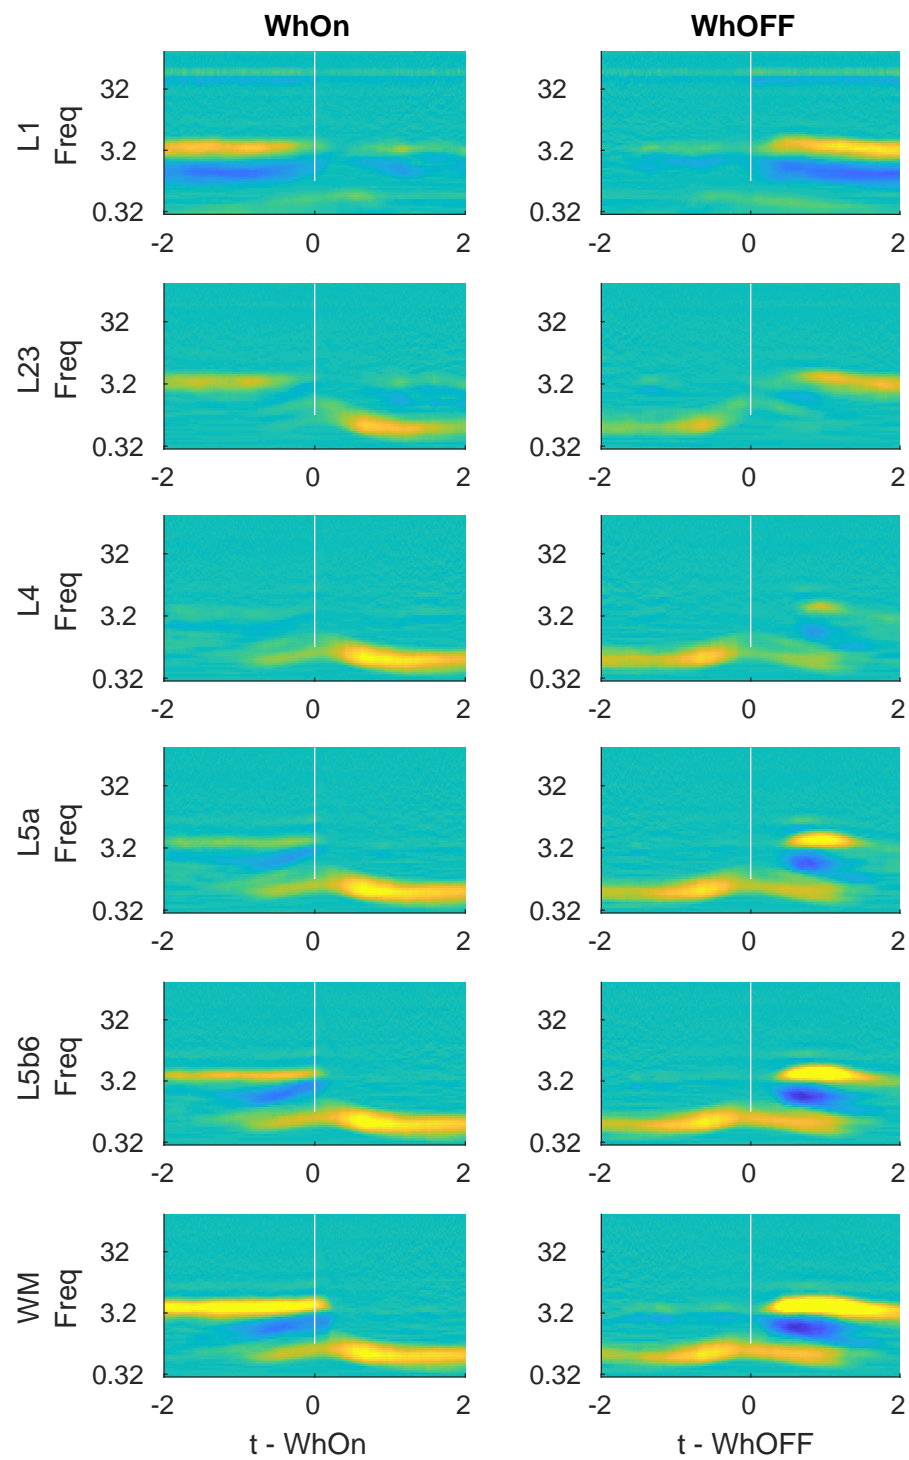 WhOn WhOFF
L1 Freq 32 3.2 0.32 -2 0 2 32 3.2 0.32 -2 0 2
L23 Freq 32 3.2 0.32 -2 0 2 32 3.2 0.32 -2 0 2
L4 Freq 32 3.2 0.32 -2 0 2 32 3.2 0.32 -2 0 2
L5a Freq 32 3.2 0.32 -2 0 2 32 3.2 0.32 -2 0 2
L5b6 Freq 32 3.2 0.32 -2 0 2 32 3.2 0.32 -2 0 2
WM Freq 32 3.2 0.32 -2 0 2 32 3.2 0.32 -2 0 2
t - WhOn t - WhOFF